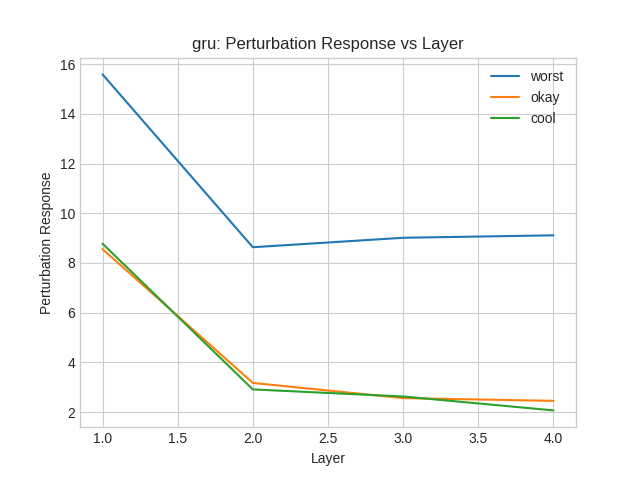 gru: Perturbation Response vs Layer
worst
okay
cool
Perturbation Response
16
14
12
10
8
6
4
2
1.0 1.5 2.0 2.5 3.0 3.5 4.0
Layer